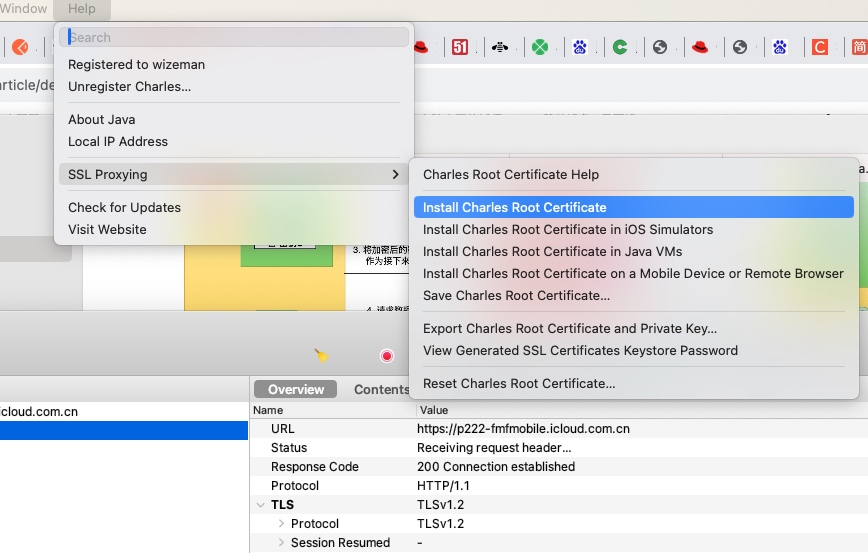 Window Help
Search
Registered to wizeman
Unregister Charles...
About Java
Local IP Address
SSL Proxying
Check for Updates
Visit Website
Charles Root Certificate Help
Install Charles Root Certificate
Install Charles Root Certificate in iOS Simulators
Install Charles Root Certificate in Java VMs
Install Charles Root Certificate on a Mobile Device or Remote Browser
Save Charles Root Certificate...
Export Charles Root Certificate and Private Key...
View Generated SSL Certificates Keystore Password
Reset Charles Root Certificate...
51
C
简
article/de
3. 将加密后的
作为接下来
Overview Contents
icloud.com.cn
Name Value
URL https://p222-fmfmobile.icloud.com.cn
Status Receiving request header...
Response Code 200 Connection established
Protocol HTTP/1.1
TLS TLSv1.2
Protocol TLSv1.2
Session Resumed -